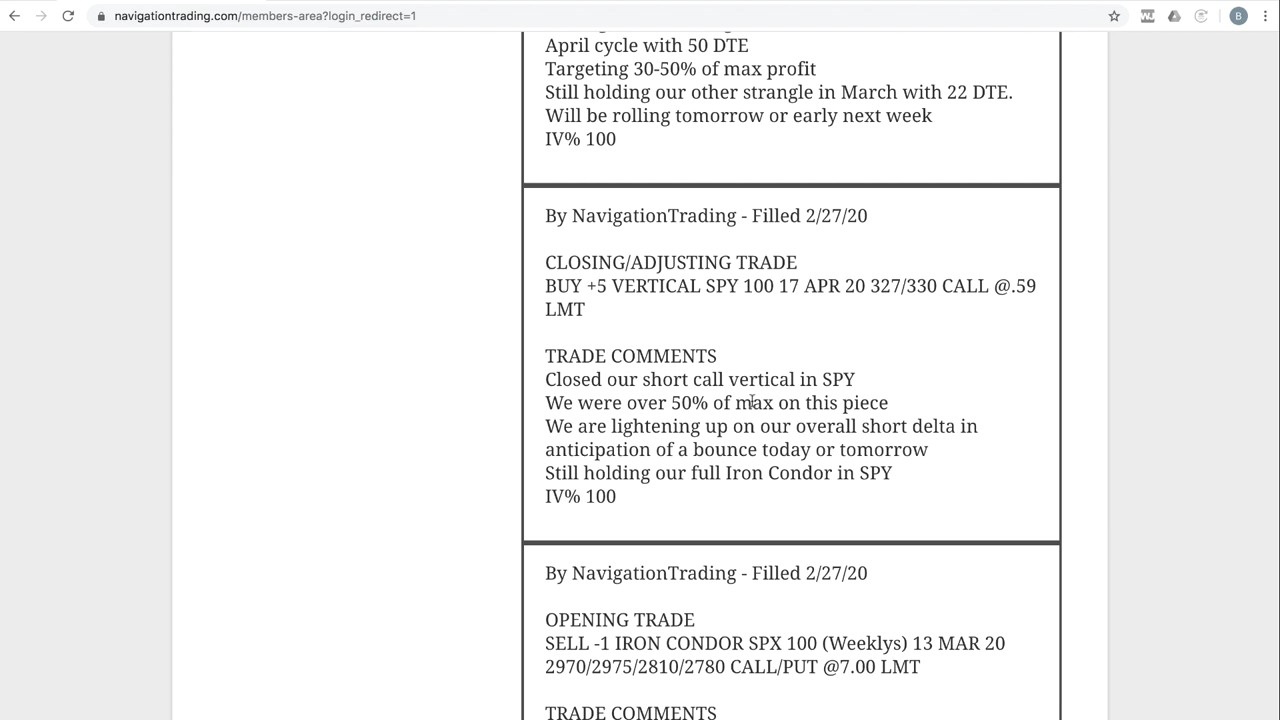 navigationtrading.com/members-area?login_redirect=1
B
April cycle with 50 DTE
Targeting 30-50% of max profit
Still holding our other strangle in March with 22 DTE.
Will be rolling tomorrow or early next week
IV% 100
By NavigationTrading - Filled 2/27/20
CLOSING/ADJUSTING TRADE
BUY +5 VERTICAL SPY 100 17 APR 20 327/330 CALL @.59
LMT
TRADE COMMENTS
Closed our short call vertical in SPY
We were over 50% of max on this piece
We are lightening up on our overall short delta in
anticipation of a bounce today or tomorrow
Still holding our full Iron Condor in SPY
IV% 100
By NavigationTrading - Filled 2/27/20
OPENING TRADE
SELL -1 IRON CONDOR SPX 100 (Weeklys) 13 MAR 20
2970/2975/2810/2780 CALL/PUT @7.00 LMT
TRADE COMMENTS